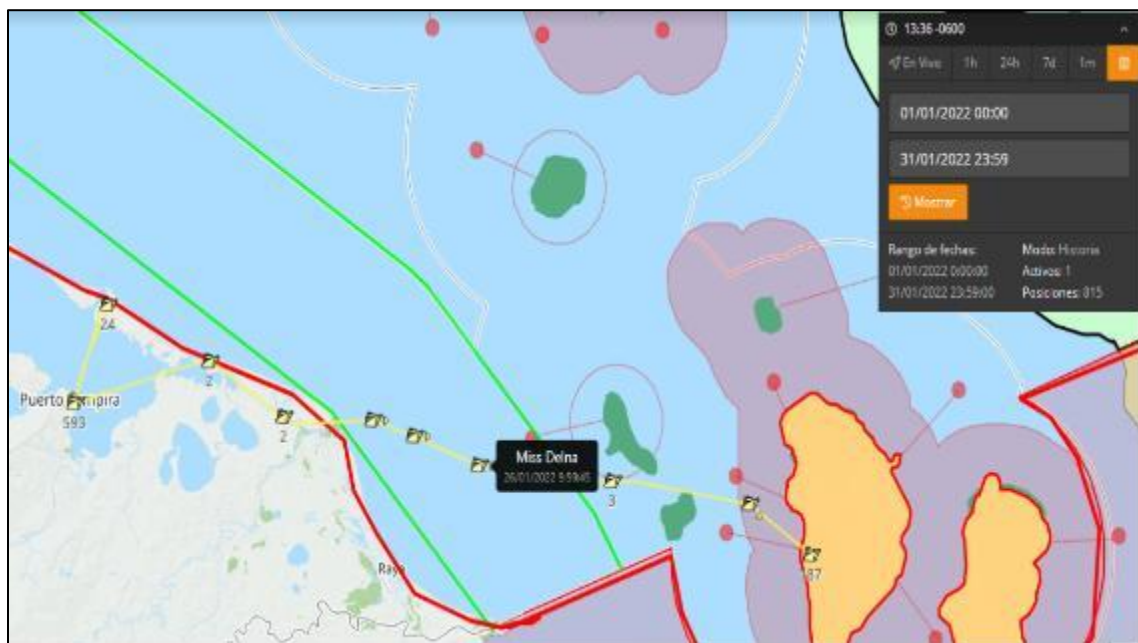 13:36 -0600
En Vivo 1h 24h 7d 1m
01/01/2022 00:00
31/01/2022 23:59
Mostrar
Rango de fechas: Modo: Historia
01/01/2022 0:00:00 Activos: 1
31/01/2022 23:59:00 Posiciones: 815
24
2
Puerto
593
2
Miss Delna
26/01/2022 9:59:45
3
87
Raya